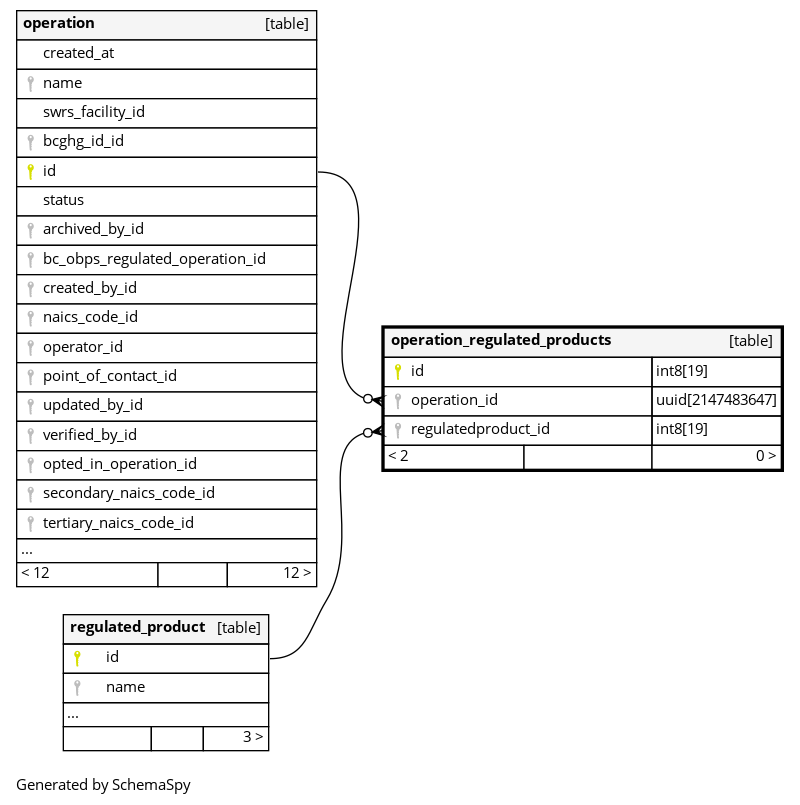 operation [table]
created_at
name
swrs_facility_id
bcghg_id_id
id
status
archived_by_id
bc_obps_regulated_operation_id
created_by_id
naics_code_id
operator_id
point_of_contact_id
updated_by_id
verified_by_id
opted_in_operation_id
secondary_naics_code_id
tertiary_naics_code_id
...
< 12 12 >
operation_regulated_products [table]
id int8[19]
operation_id uuid[2147483647]
regulatedproduct_id int8[19]
< 2 0 >
regulated_product [table]
id
name
...
3 >
Generated by SchemaSpy